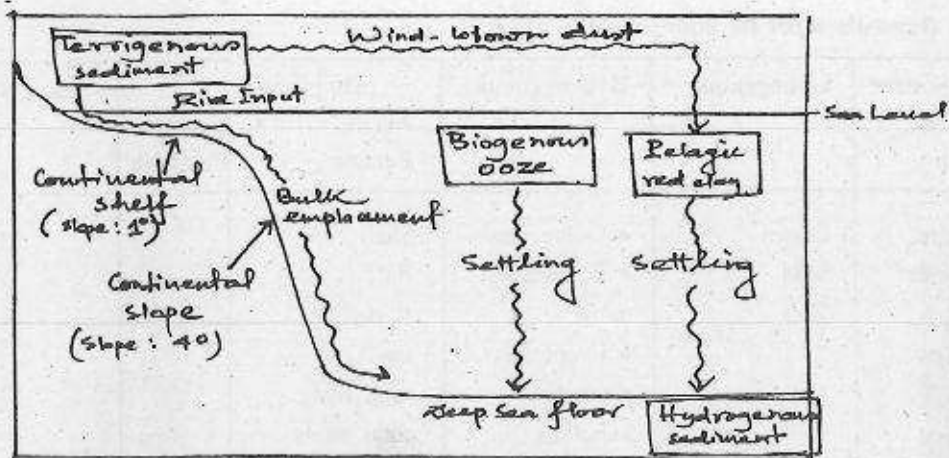 Terrigenous
sediment
Wind-blown dust
River Input
Sea Level
Biogenous
ooze
Pelagic
red clay
Continental
shelf
(Slope: 1°)
Bulk
emplacement
Settling
Settling
Continental
slope
(Slope: 4°)
Deep Sea floor
Hydrogenous
sediment